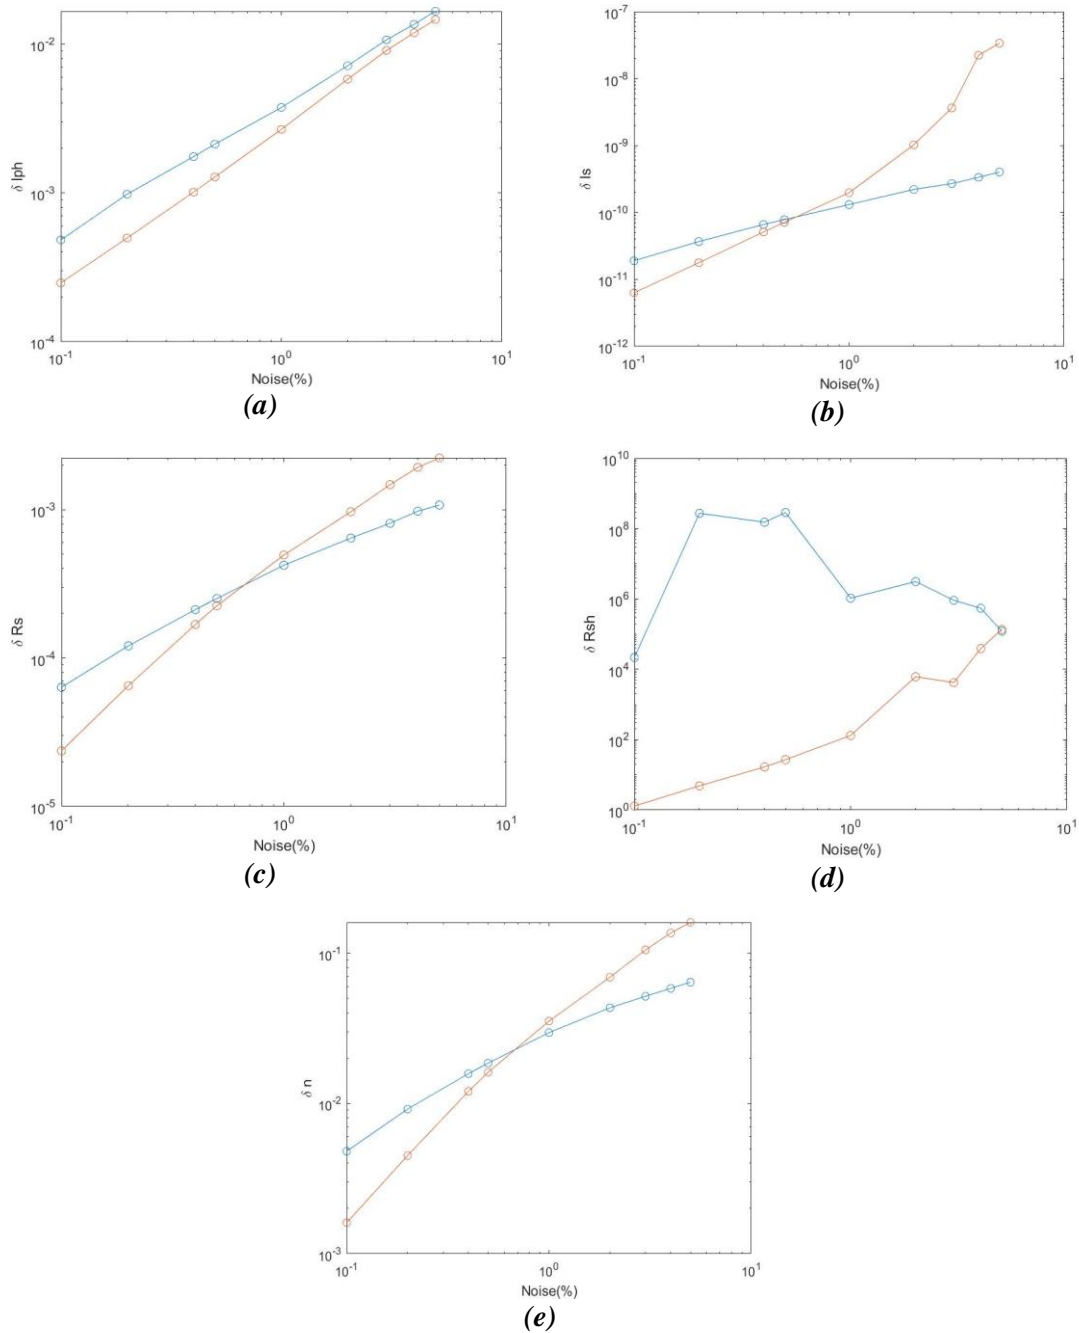 10^-2
δ Iph
10^-3
10^-4
10^-1 10^0 10^1
Noise(%)
(a)
10^-7
10^-8
10^-9
δ Is
10^-10
10^-11
10^-12
10^-1 10^0 10^1
Noise(%)
(b)
10^-3
δ Rs
10^-4
10^-5
10^-1 10^0 10^1
Noise(%)
(c)
10^10
10^8
10^6
δ Rsh
10^4
10^2
10^0
10^-1 10^0 10^1
Noise(%)
(d)
10^-1
δ n
10^-2
10^-3
10^-1 10^0 10^1
Noise(%)
(e)